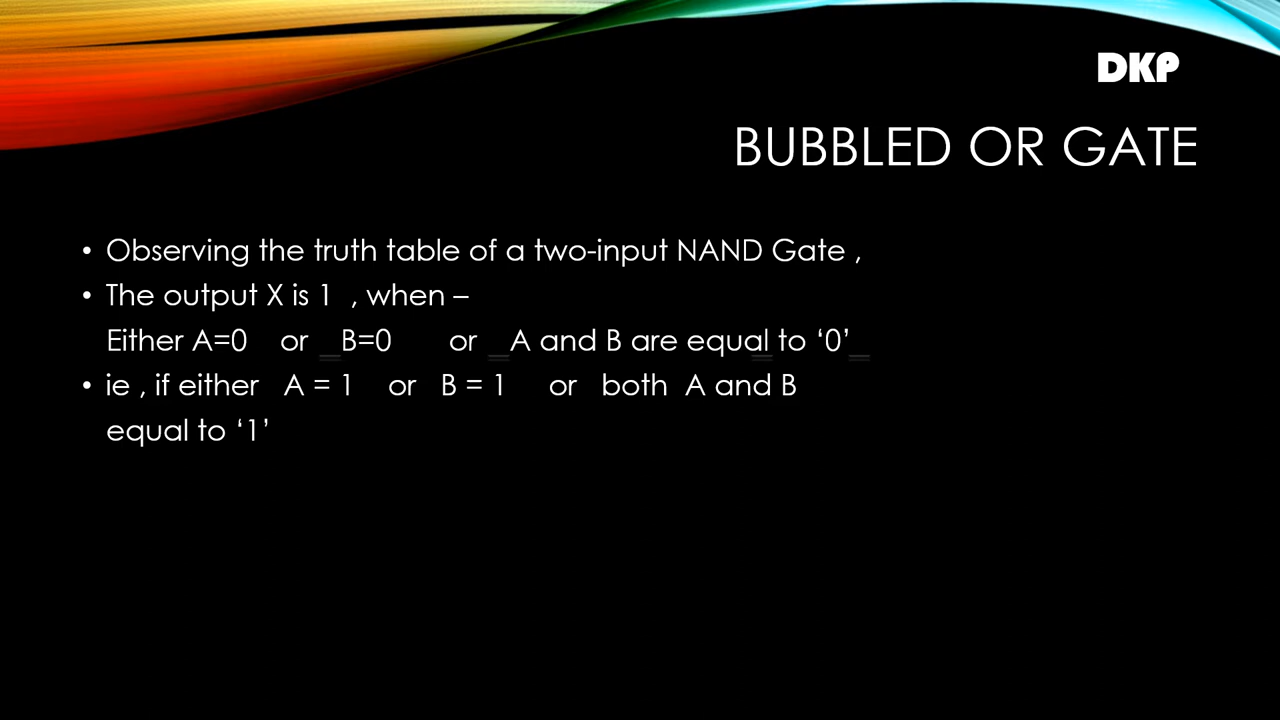 DKP
BUBBLED OR GATE
• Observing the truth table of a two-input NAND Gate ,
• The output X is 1 , when –
Either A=0 or _B=0 or _A and B are equal to ‘0’_
• ie , if either A = 1 or B = 1 or both A and B
equal to ‘1’